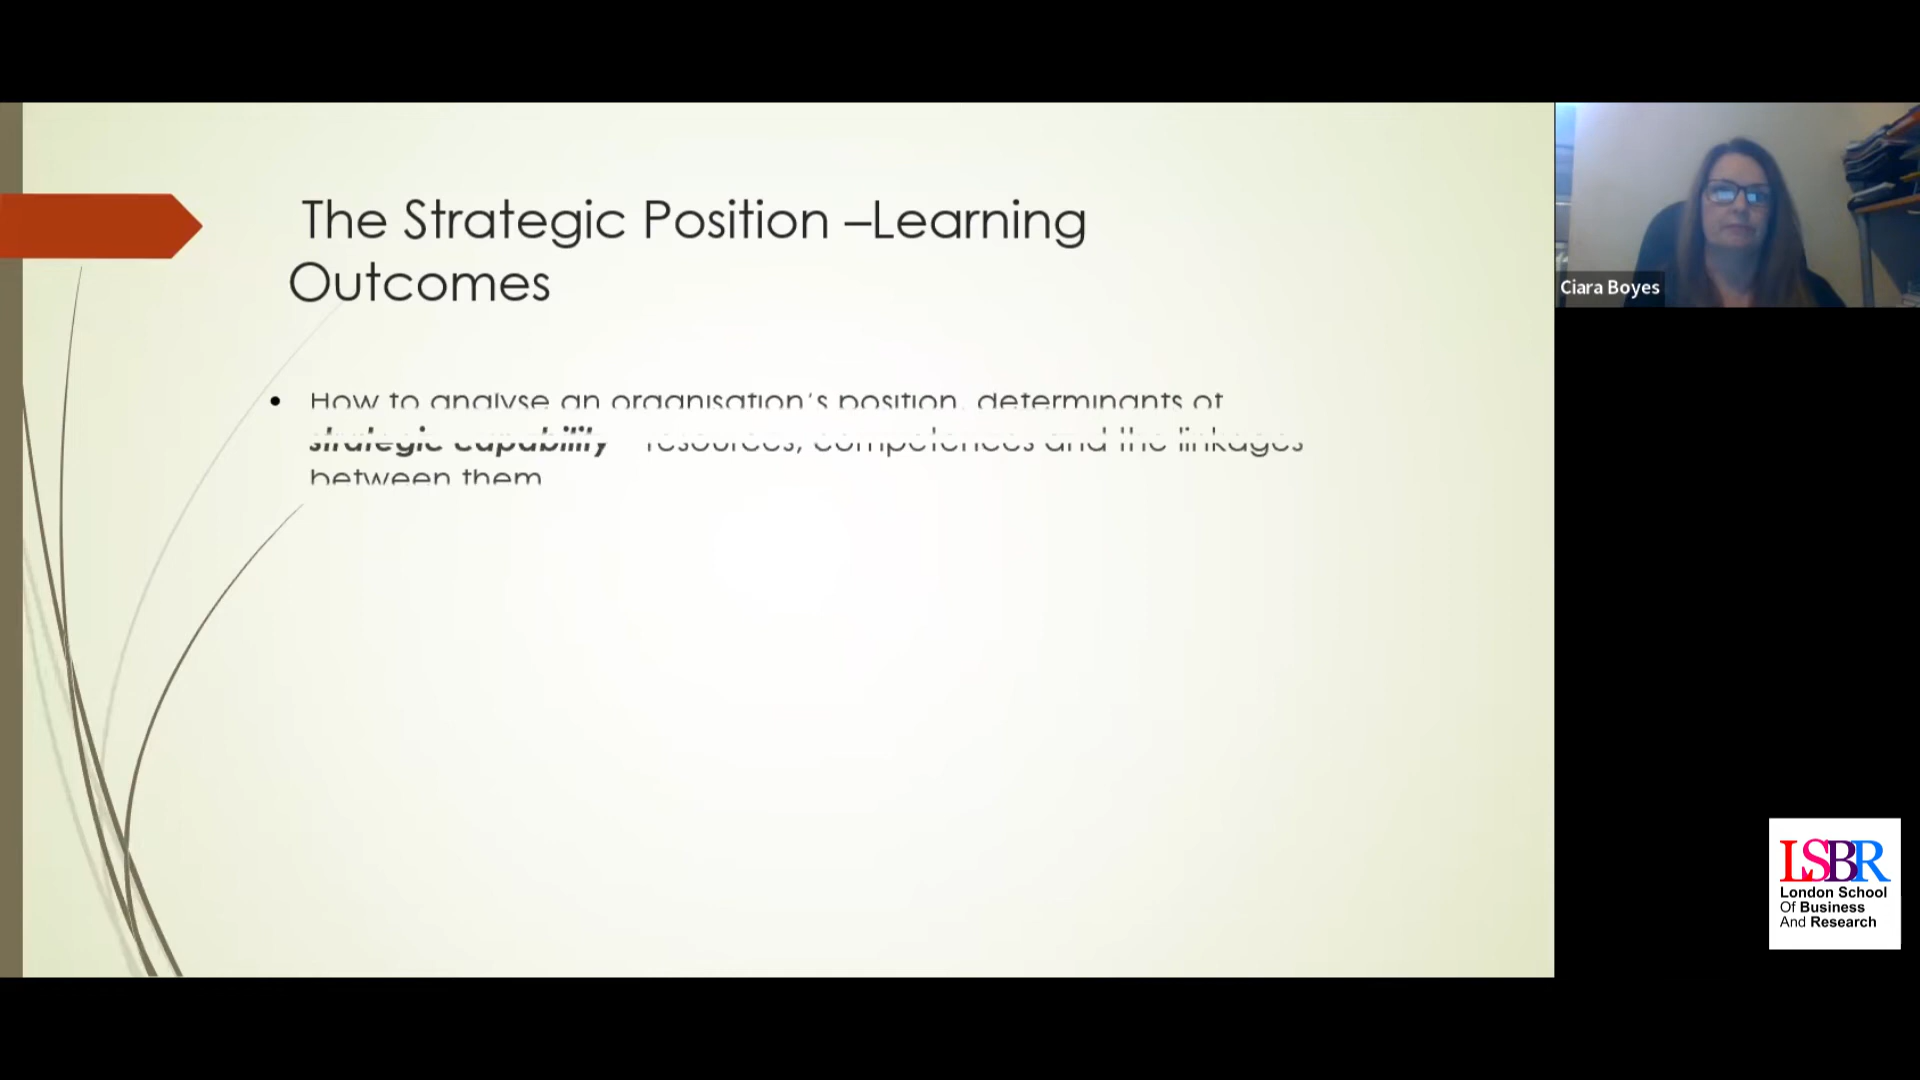 The Strategic Position –Learning
Outcomes
• How to analyse an organisation's position, determinants of
strategic capability resources, competences and the linkages
between them
Ciara Boyes
LSBR
London School
Of Business
And Research